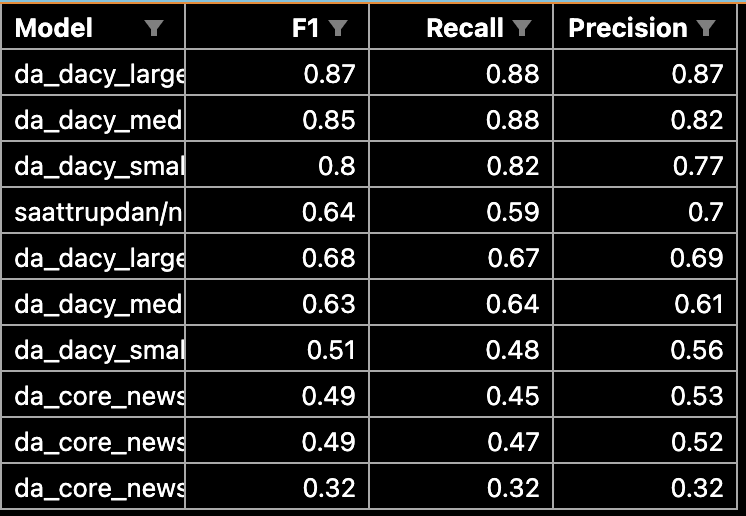 Model F1 Recall Precision
da_dacy_large 0.87 0.88 0.87
da_dacy_med 0.85 0.88 0.82
da_dacy_smal 0.8 0.82 0.77
saattrupdan/n 0.64 0.59 0.7
da_dacy_large 0.68 0.67 0.69
da_dacy_med 0.63 0.64 0.61
da_dacy_smal 0.51 0.48 0.56
da_core_news 0.49 0.45 0.53
da_core_news 0.49 0.47 0.52
da_core_news 0.32 0.32 0.32